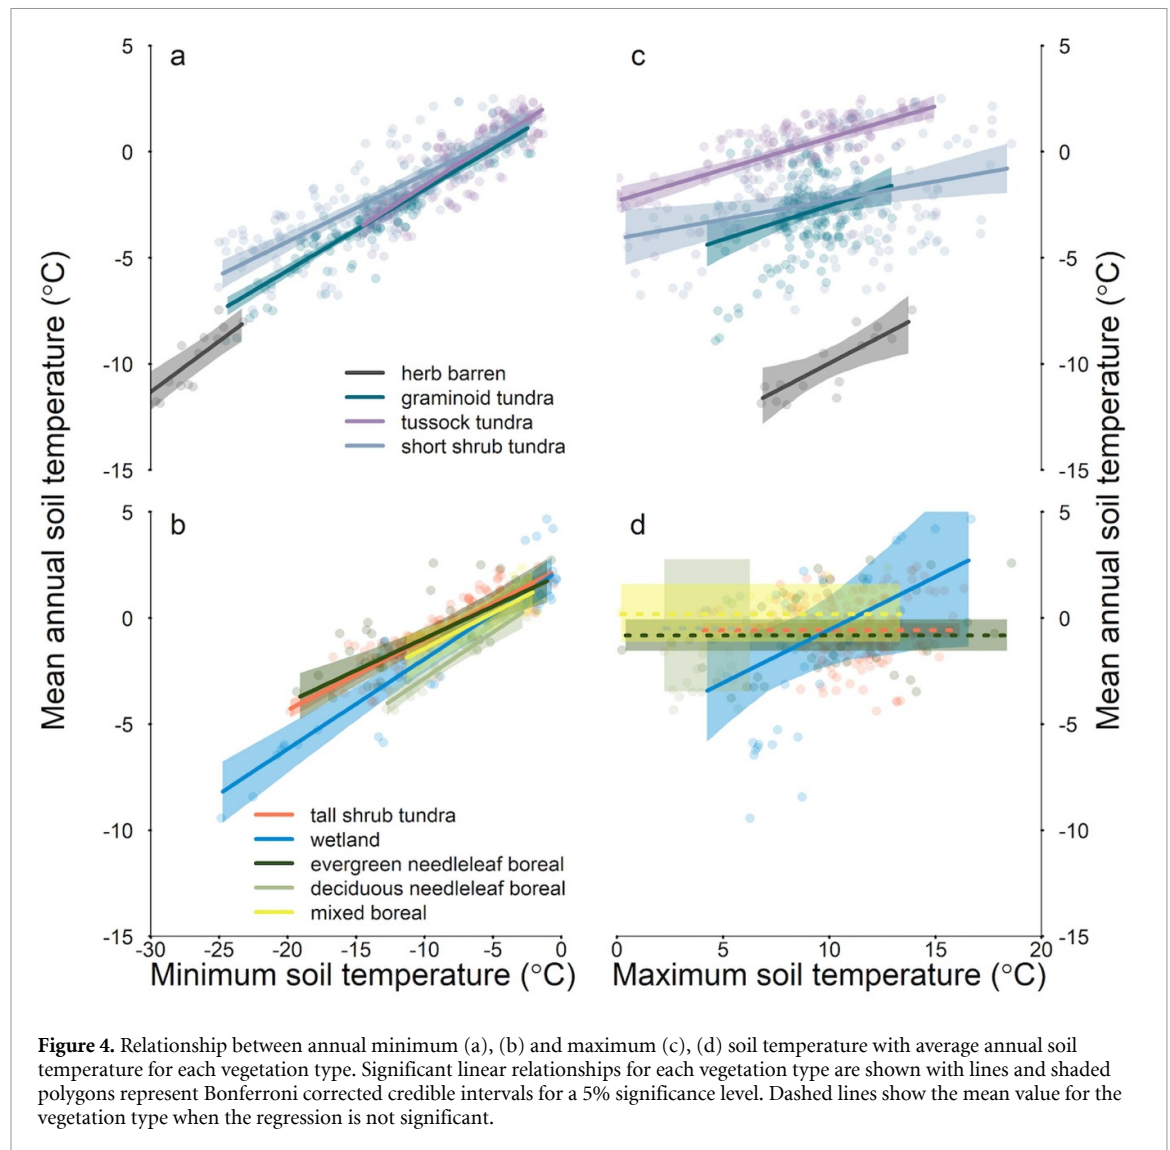 a
c
5
0
-5
-10
-15
5
0
-5
-10
-15
Mean annual soil temperature (°C)
Mean annual soil temperature (°C)
herb barren
graminoid tundra
tussock tundra
short shrub tundra
b
d
5
0
-5
-10
-15
5
0
-5
-10
-15
tall shrub tundra
wetland
evergreen needleleaf boreal
deciduous needleleaf boreal
mixed boreal
-30 -25 -20 -15 -10 -5 0
0 5 10 15 20
Minimum soil temperature (°C)
Maximum soil temperature (°C)
Figure 4. Relationship between annual minimum (a), (b) and maximum (c), (d) soil temperature with average annual soil
temperature for each vegetation type. Significant linear relationships for each vegetation type are shown with lines and shaded
polygons represent Bonferroni corrected credible intervals for a 5% significance level. Dashed lines show the mean value for the
vegetation type when the regression is not significant.